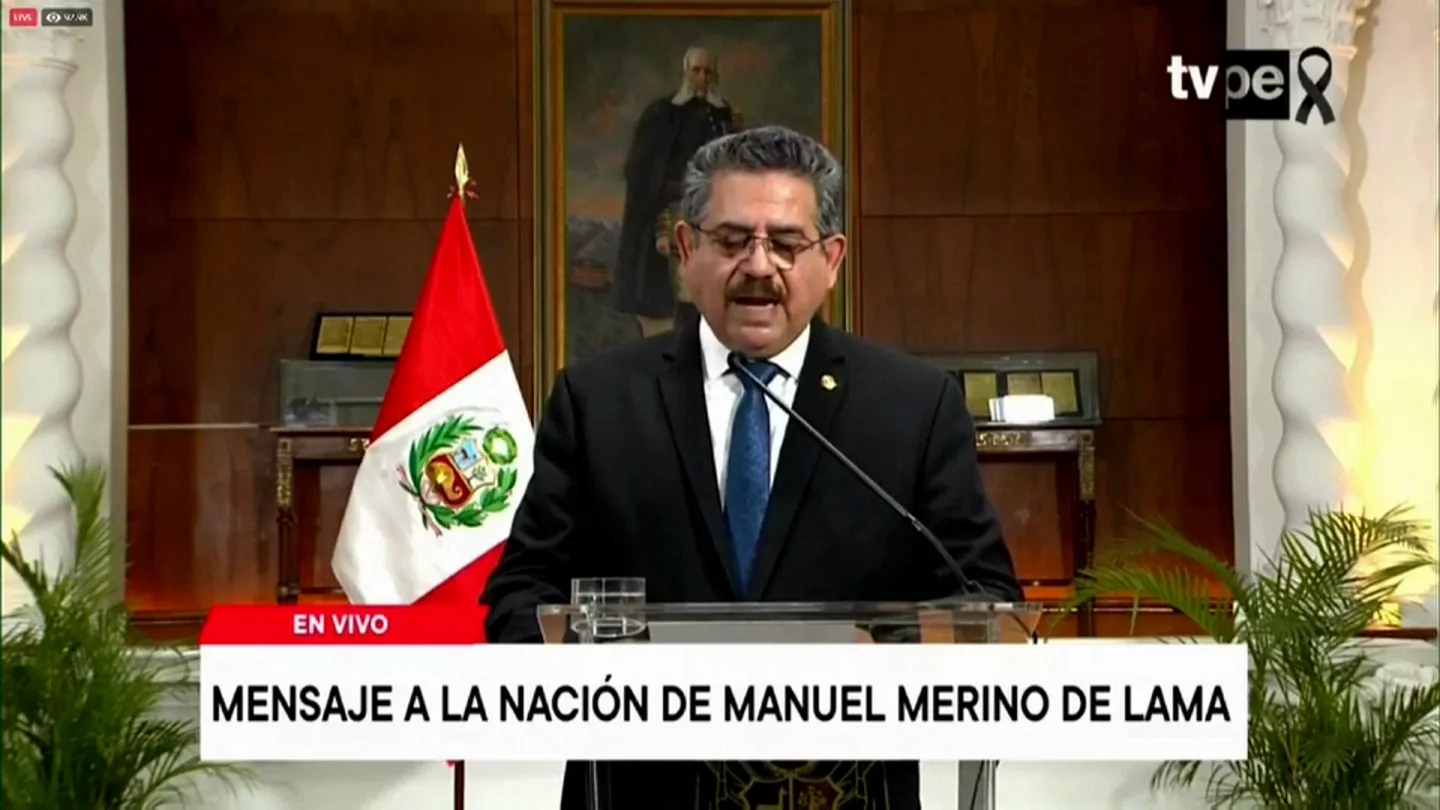 LIVE
tvpe
EN VIVO
MENSAJE A LA NACIÓN DE MANUEL MERINO DE LAMA